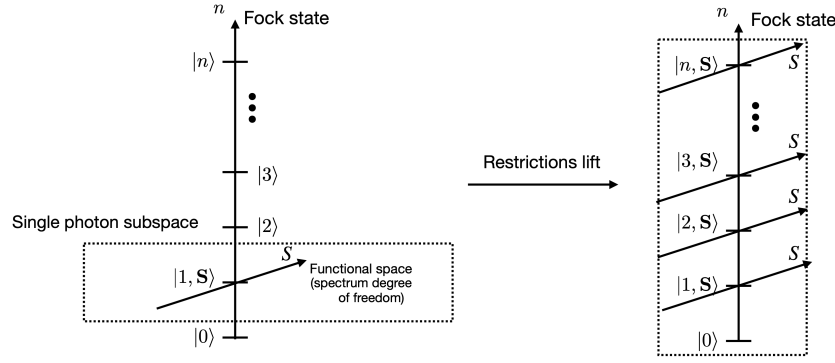 n
Fock state
|n⟩
|3⟩
Single photon subspace
|2⟩
S
|1, S⟩
Functional space
(spectrum degree
of freedom)
|0⟩
Restrictions lift
n
Fock state
|n, S⟩
S
S
|3, S⟩
S
|2, S⟩
S
|1, S⟩
|0⟩